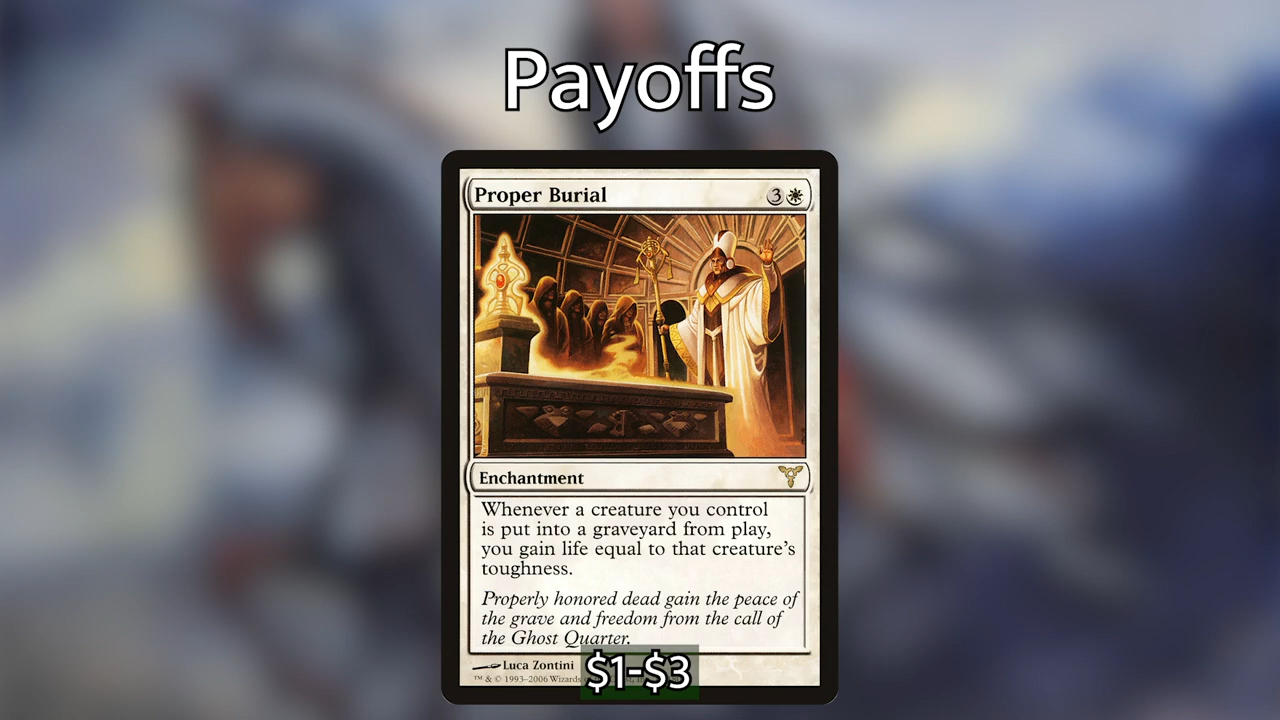 Payoffs
Proper Burial 3
Enchantment
Whenever a creature you control
is put into a graveyard from play,
you gain life equal to that creature's
toughness.
Properly honored dead gain the peace of
the grave and freedom from the call of
the Ghost Quarter.
Luca Zontini
$1-$3
™ & © 1993–2006 Wizards